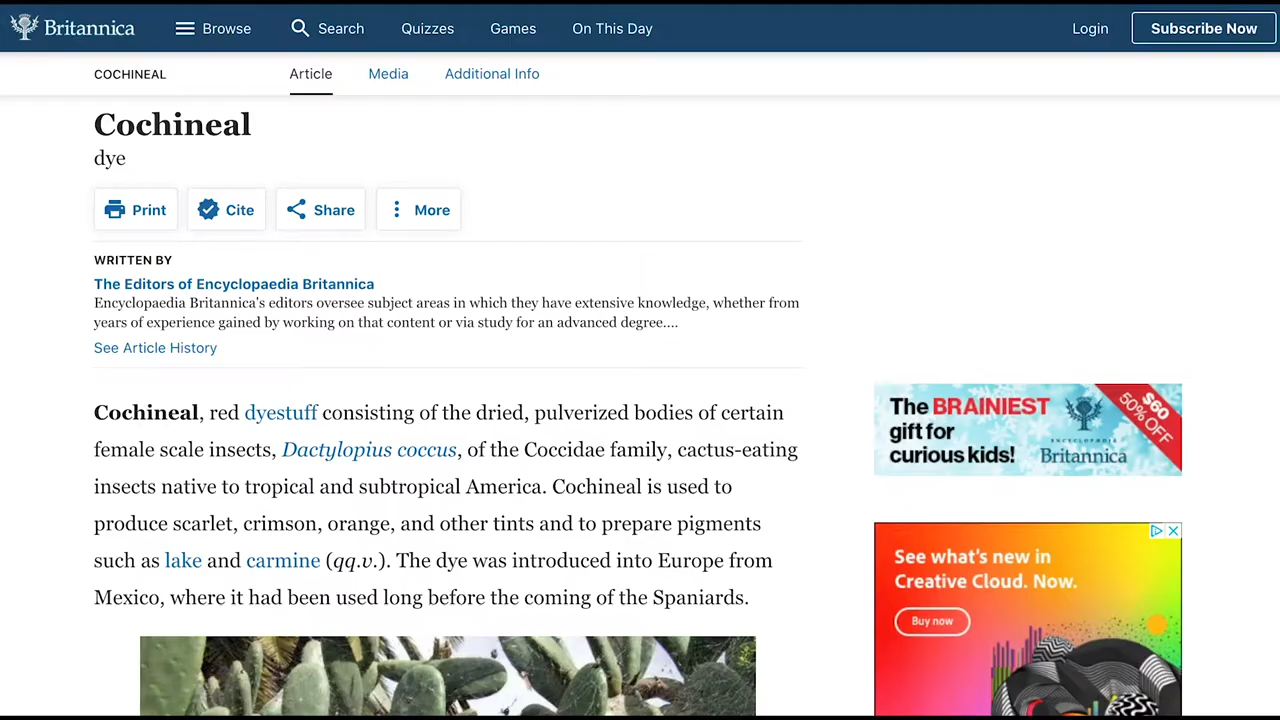 Britannica
Browse
Search
Quizzes
Games
On This Day
Login
Subscribe Now
COCHINEAL
Article
Media
Additional Info
Cochineal
dye
Print
Cite
Share
More
WRITTEN BY
The Editors of Encyclopaedia Britannica
Encyclopaedia Britannica's editors oversee subject areas in which they have extensive knowledge, whether from
years of experience gained by working on that content or via study for an advanced degree....
See Article History
Cochineal, red dyestuff consisting of the dried, pulverized bodies of certain
female scale insects, Dactylopius coccus, of the Coccidae family, cactus-eating
insects native to tropical and subtropical America. Cochineal is used to
produce scarlet, crimson, orange, and other tints and to prepare pigments
such as lake and carmine (qq.v.). The dye was introduced into Europe from
Mexico, where it had been used long before the coming of the Spaniards.
The BRAINIEST
gift for
curious kids!
ENCYCLOPÆDIA
Britannica
$60
50% OFF
See what's new in
Creative Cloud. Now.
Buy now